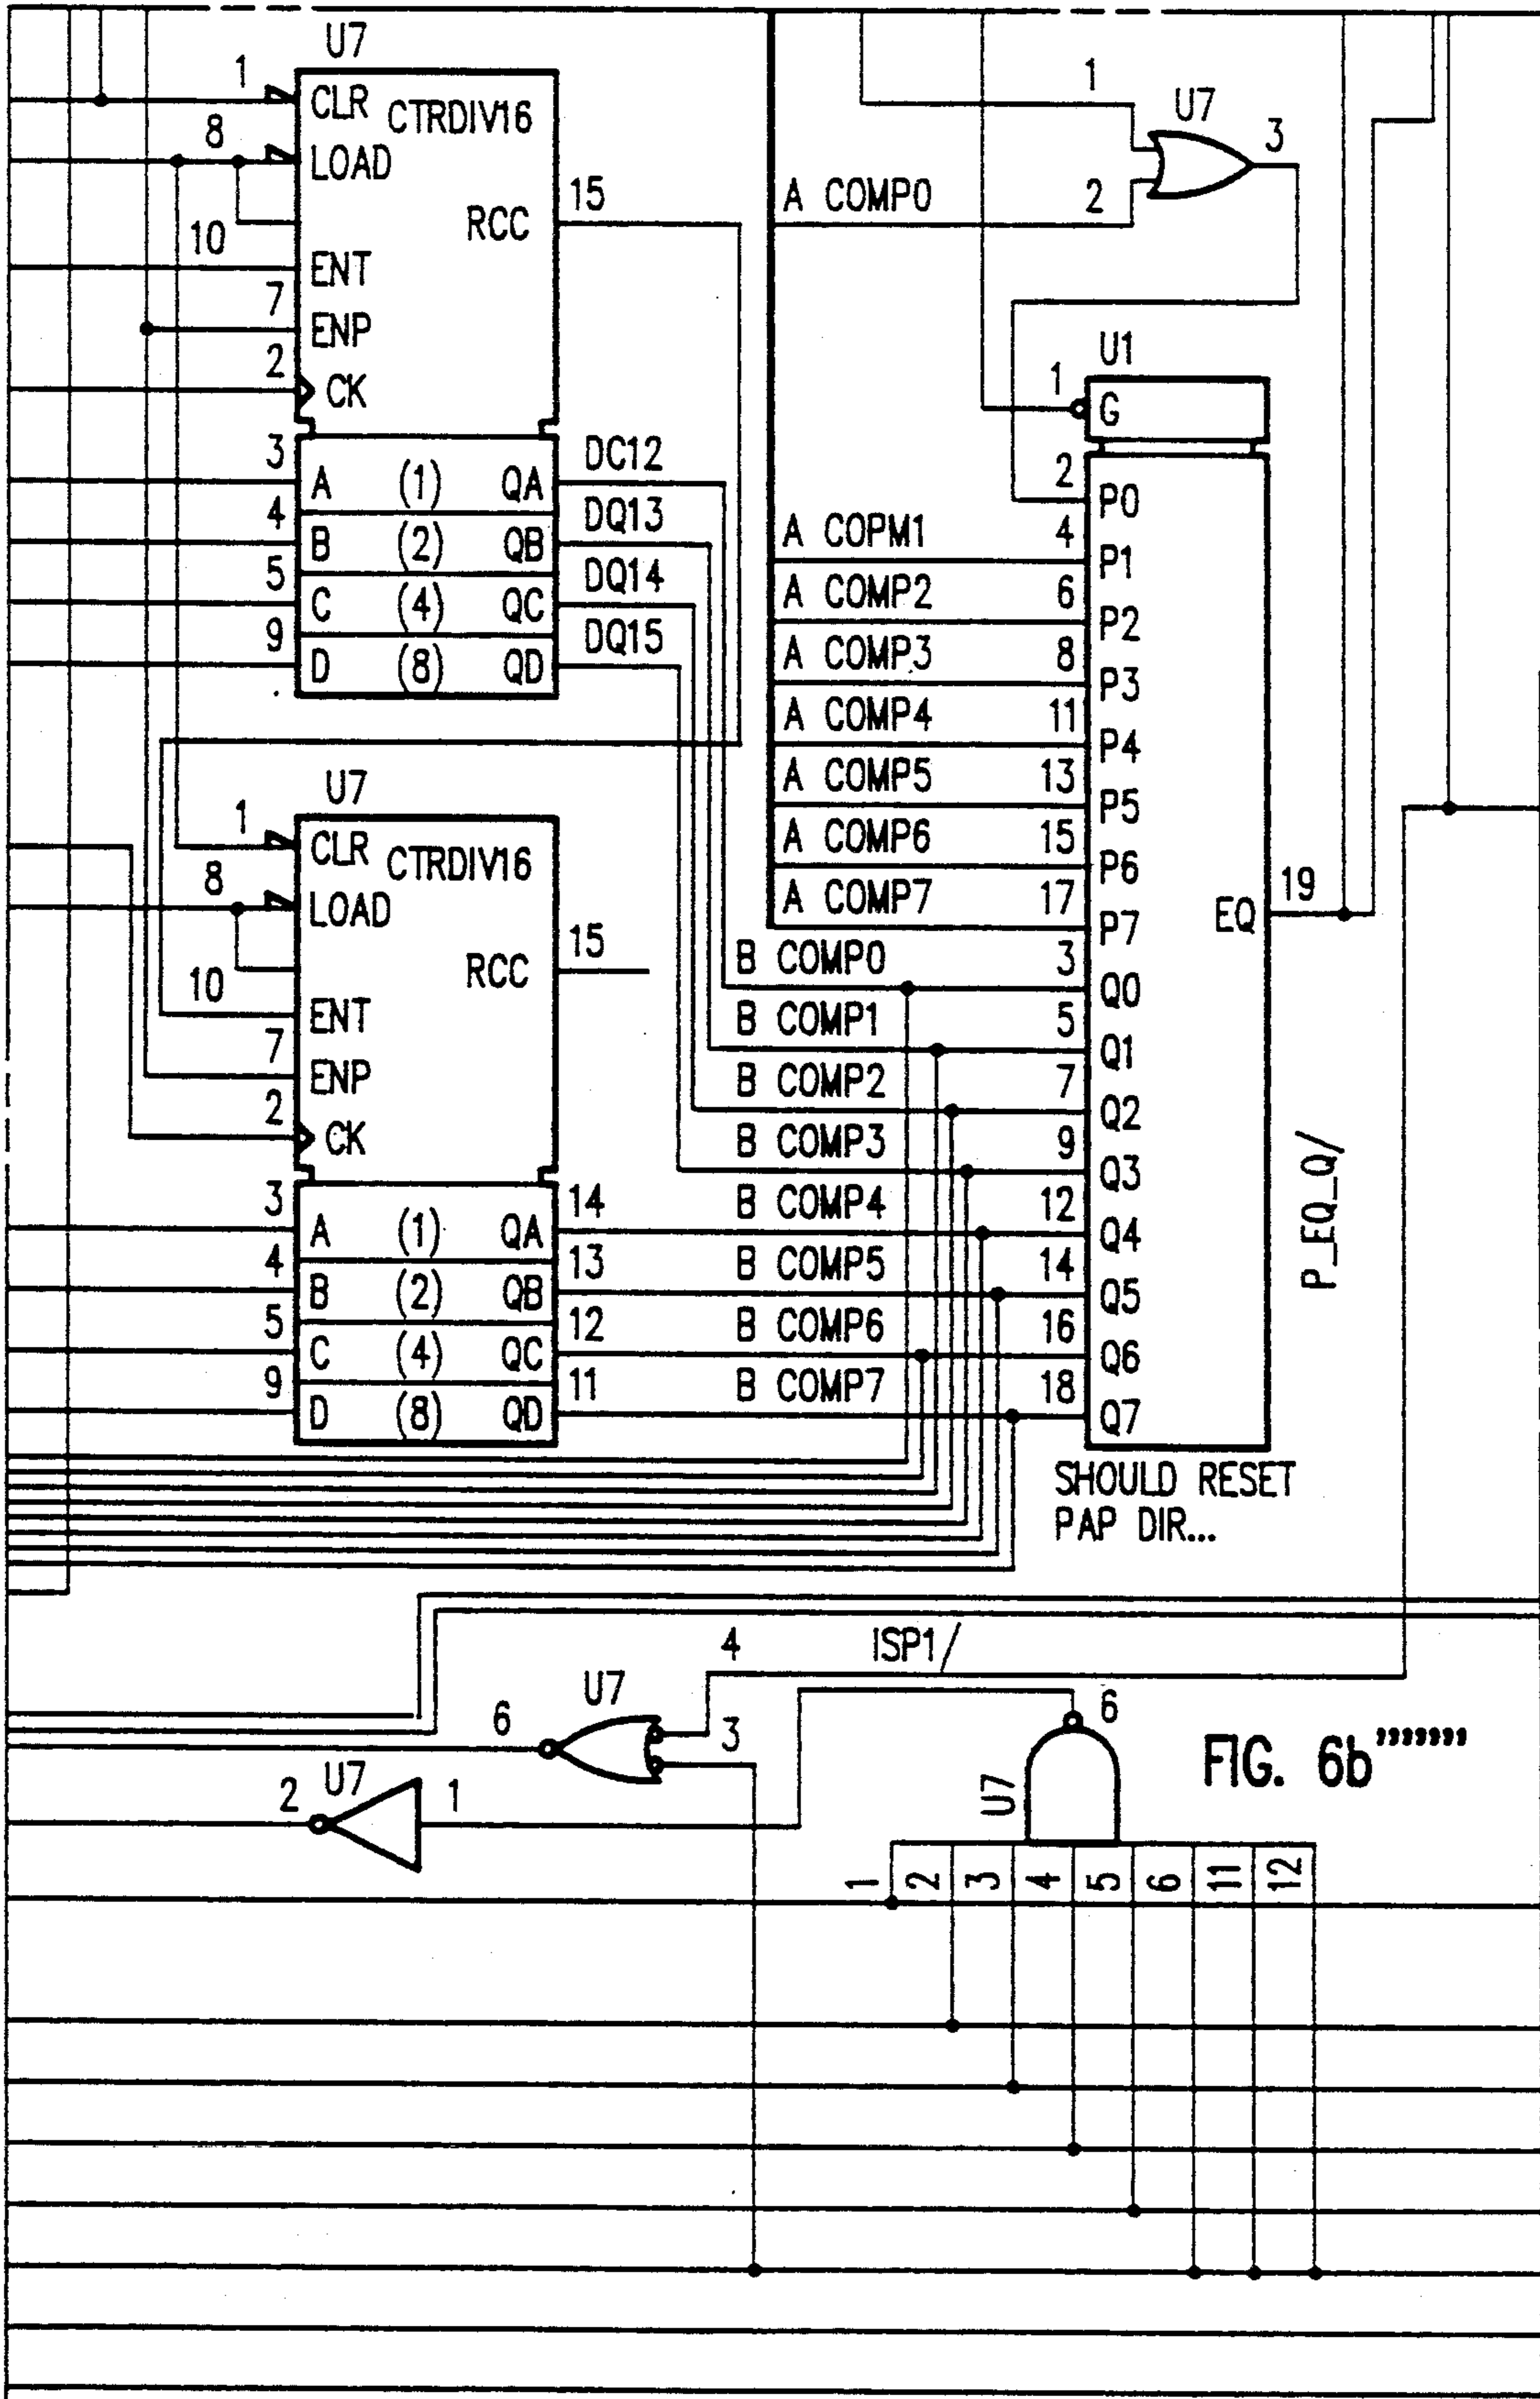 U7
1 CLR CTRDIV16
8 LOAD
RCC 15
10 ENT
7 ENP
2 CK
3 A (1) QA DC12
4 B (2) QB DQ13
5 C (4) QC DQ14
9 D (8) QD DQ15
U7
1 CLR CTRDIV16
8 LOAD
RCC 15
10 ENT
7 ENP
2 CK
3 A (1) QA 14
4 B (2) QB 13
5 C (4) QC 12
9 D (8) QD 11
1 U7 3
A COMP0 2
U1
1 G
2 P0
A COPM1 4 P1
A COMP2 6 P2
A COMP3 8 P3
A COMP4 11 P4
A COMP5 13 P5
A COMP6 15 P6
A COMP7 17 P7
EQ 19
B COMP0 3 Q0
B COMP1 5 Q1
B COMP2 7 Q2
B COMP3 9 Q3
B COMP4 12 Q4
B COMP5 14 Q5
B COMP6 16 Q6
B COMP7 18 Q7
P_EQ_Q/
SHOULD RESET
PAP DIR...
4 ISP1/
6 U7 3
2 U7 1
6
U7
1 2 3 4 5 6 11 12
FIG. 6b"""""""